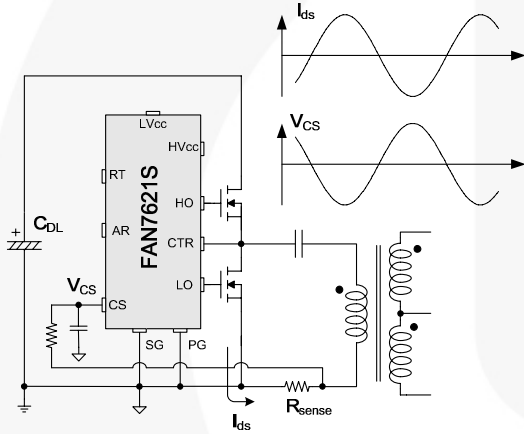 Ids
VCS
LVcc
HVcc
RT
HO
AR
CTR
LO
CS
FAN7621S
+
CDL
VCS
SG
PG
Ids
Rsense